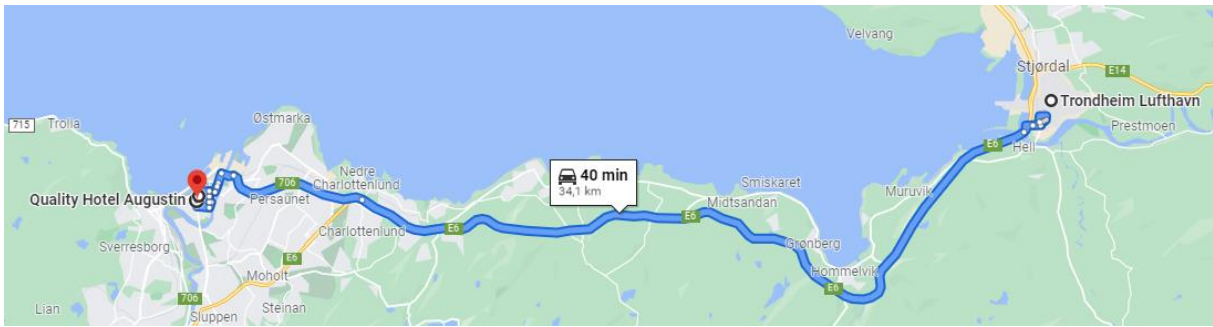 Velvang
Stjørdal
E14
Trondheim Lufthavn
Prestmoen
Hell
E6
Østmarka
715
Trolla
Nedre
Charlottenlund
706
Persaunet
Quality Hotel Augustin
40 min
34,1 km
Smiskaret
Midtsandan
Muruvik
E6
E6
Charlottenlund
Sverresborg
Grønberg
Hommelvik
E6
E6
Moholt
706
Lian
Steinan
Sluppen